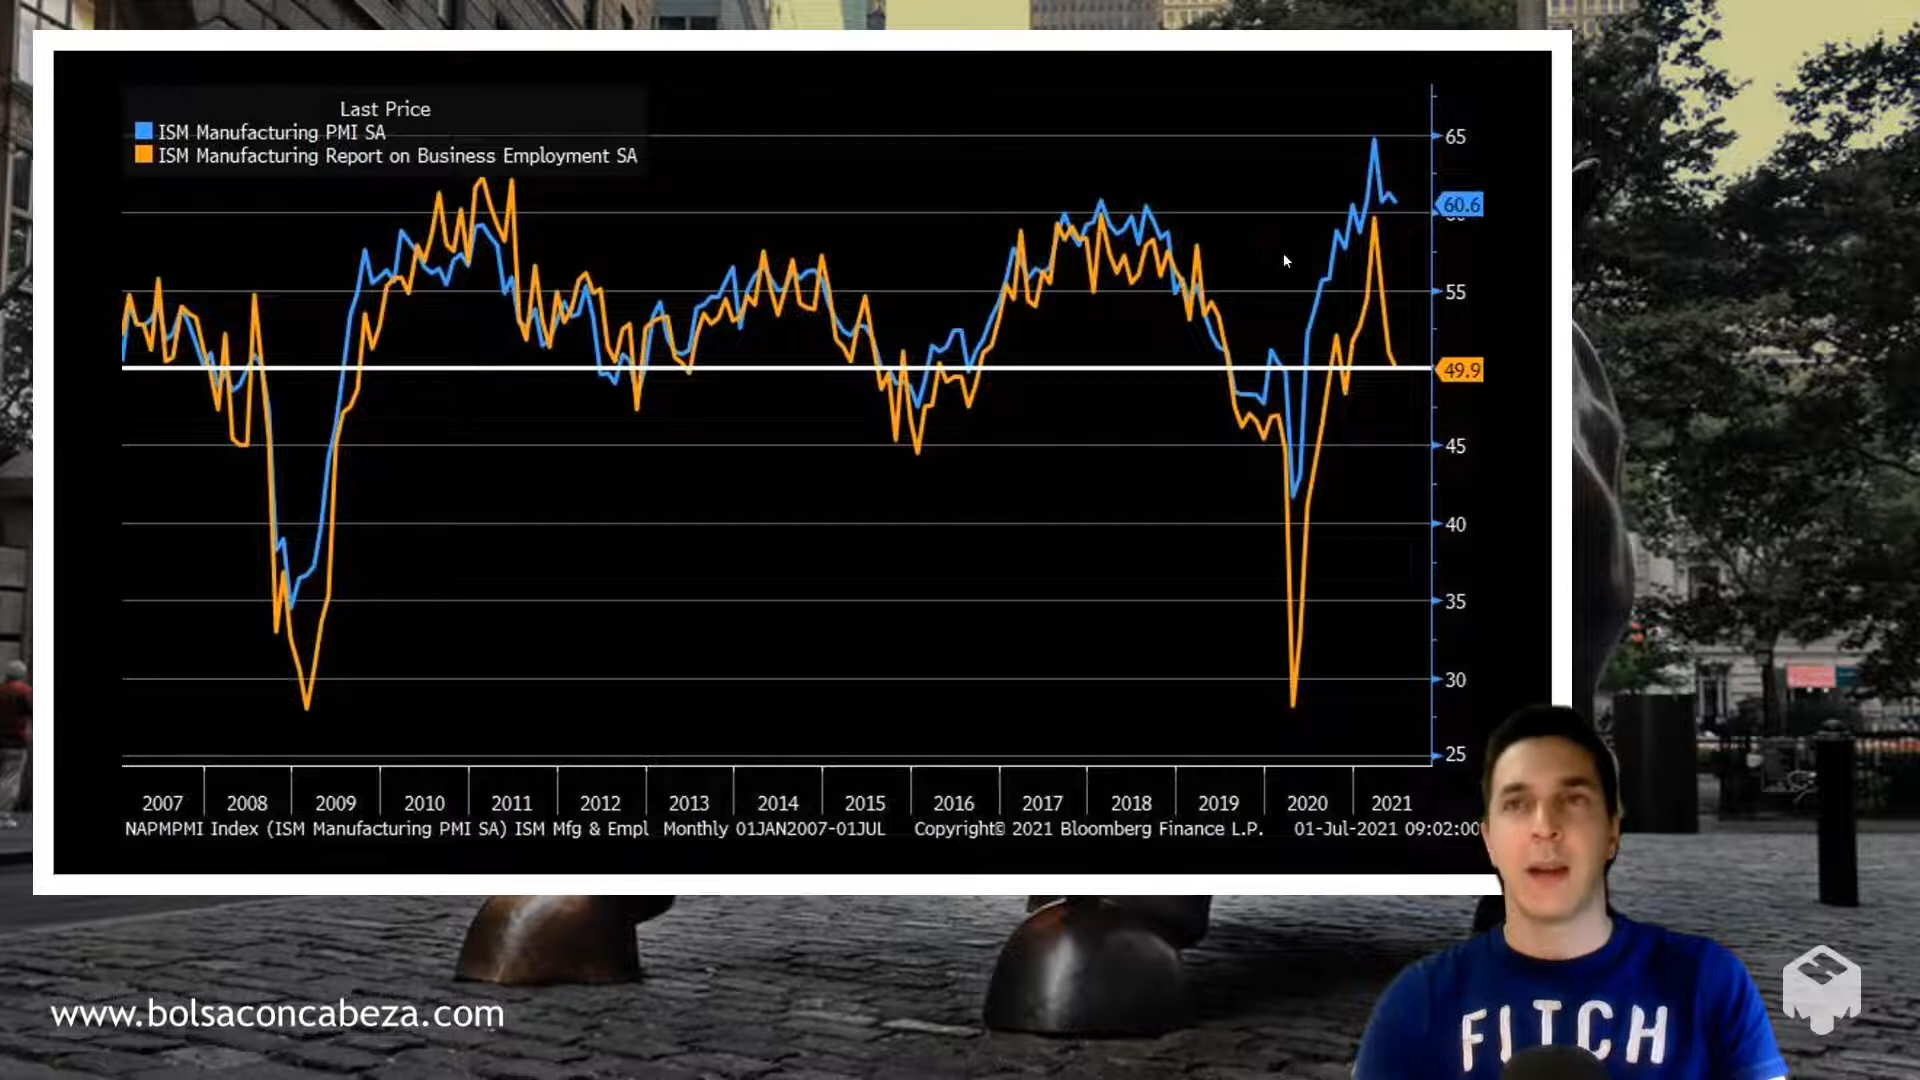 Last Price
ISM Manufacturing PMI SA
ISM Manufacturing Report on Business Employment SA
65
60.6
55
49.9
45
40
35
30
25
2007 2008 2009 2010 2011 2012 2013 2014 2015 2016 2017 2018 2019 2020 2021
NAPMPMI Index (ISM Manufacturing PMI SA) ISM Mfg & Empl Monthly 01JAN2007-01JUL Copyright© 2021 Bloomberg Finance L.P. 01-Jul-2021 09:02:00
www.bolsaconcabeza.com
FITCH